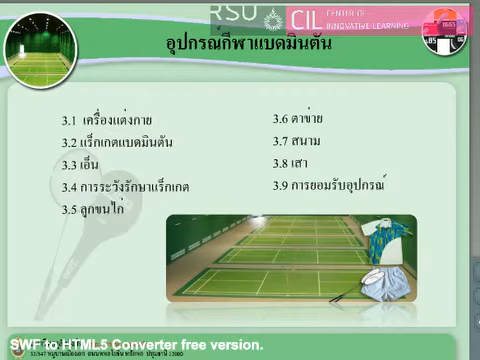 RSU
CIL CENTER OF
INNOVATIVE LEARNING
อุปกรณ์กีฬาแบดมินตัน
3.1 เครื่องแต่งกาย
3.2 แร็กเกตแบดมินตัน
3.3 เอ็น
3.4 การระวังรักษาแร็กเกต
3.5 ลูกขนไก่
3.6 ตาข่าย
3.7 สนาม
3.8 เสา
3.9 การยอมรับอุปกรณ์
SWF to HTML5 Converter free version.